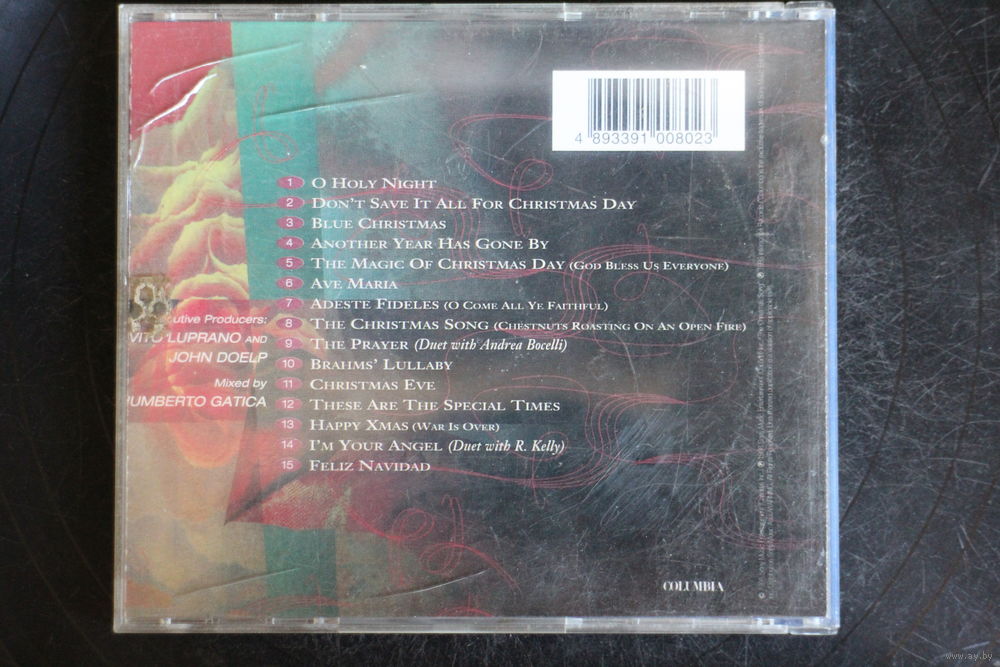 4 893391 008023
1 O HOLY NIGHT
2 DON'T SAVE IT ALL FOR CHRISTMAS DAY
3 BLUE CHRISTMAS
4 ANOTHER YEAR HAS GONE BY
5 THE MAGIC OF CHRISTMAS DAY (GOD BLESS US EVERYONE)
6 AVE MARIA
7 ADESTE FIDELES (O COME ALL YE FAITHFUL)
8 THE CHRISTMAS SONG (CHESTNUTS ROASTING ON AN OPEN FIRE)
9 THE PRAYER (Duet with Andrea Bocelli)
10 BRAHMS' LULLABY
11 CHRISTMAS EVE
12 THESE ARE THE SPECIAL TIMES
13 HAPPY XMAS (WAR IS OVER)
14 I'M YOUR ANGEL (Duet with R. Kelly)
15 FELIZ NAVIDAD
utive Producers:
VITO LUPRANO AND
JOHN DOELP
Mixed by
UMBERTO GATICA
COLUMBIA
www.ay.by